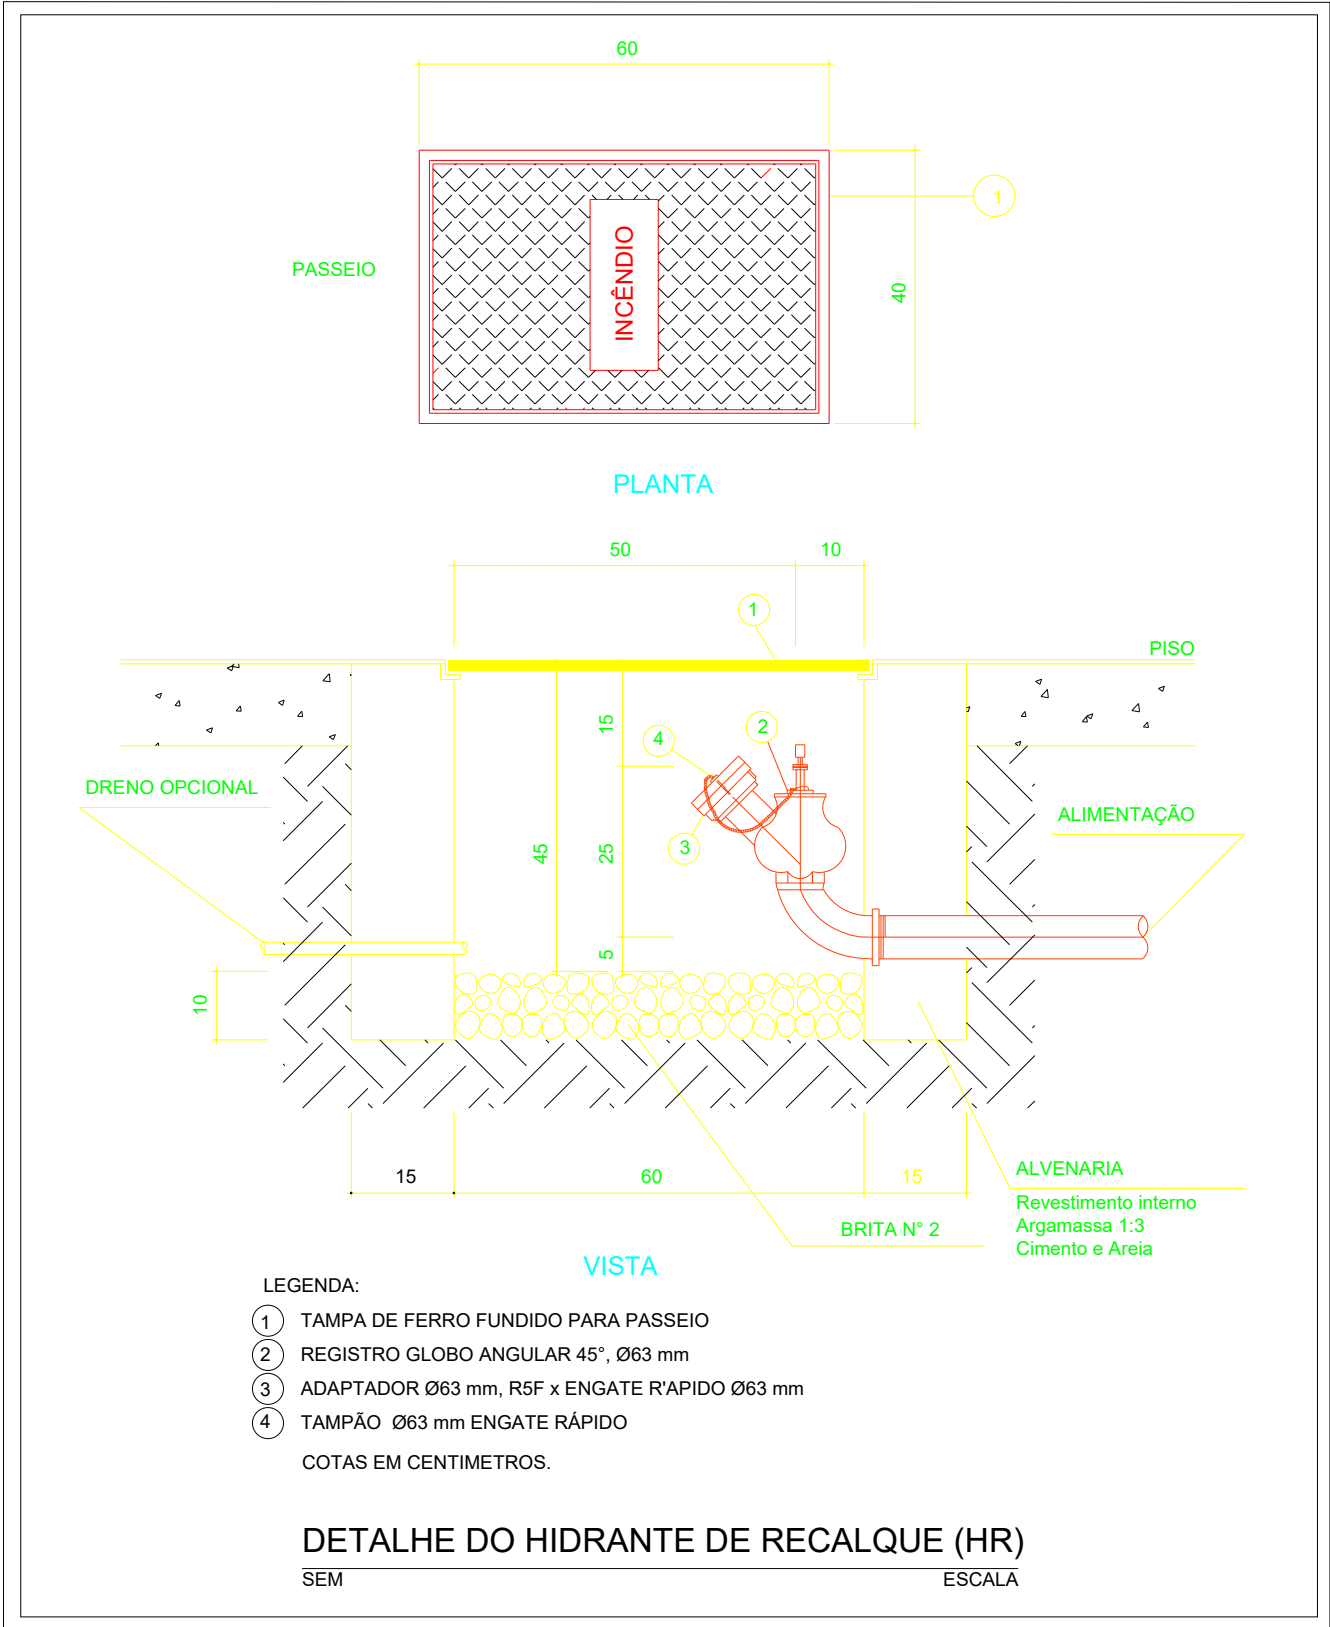 60
1
PASSEIO
INCÊNDIO
40
PLANTA
50
10
1
PISO
15
4
2
DRENO OPCIONAL
ALIMENTAÇÃO
45
25
3
5
10
15
60
15
ALVENARIA
Revestimento interno
Argamassa 1:3
Cimento e Areia
BRITA N° 2
VISTA
LEGENDA:
1 TAMPA DE FERRO FUNDIDO PARA PASSEIO
2 REGISTRO GLOBO ANGULAR 45°, Ø63 mm
3 ADAPTADOR Ø63 mm, R5F x ENGATE R'APIDO Ø63 mm
4 TAMPÃO Ø63 mm ENGATE RÁPIDO
COTAS EM CENTIMETROS.
DETALHE DO HIDRANTE DE RECALQUE (HR)
SEM ESCALA